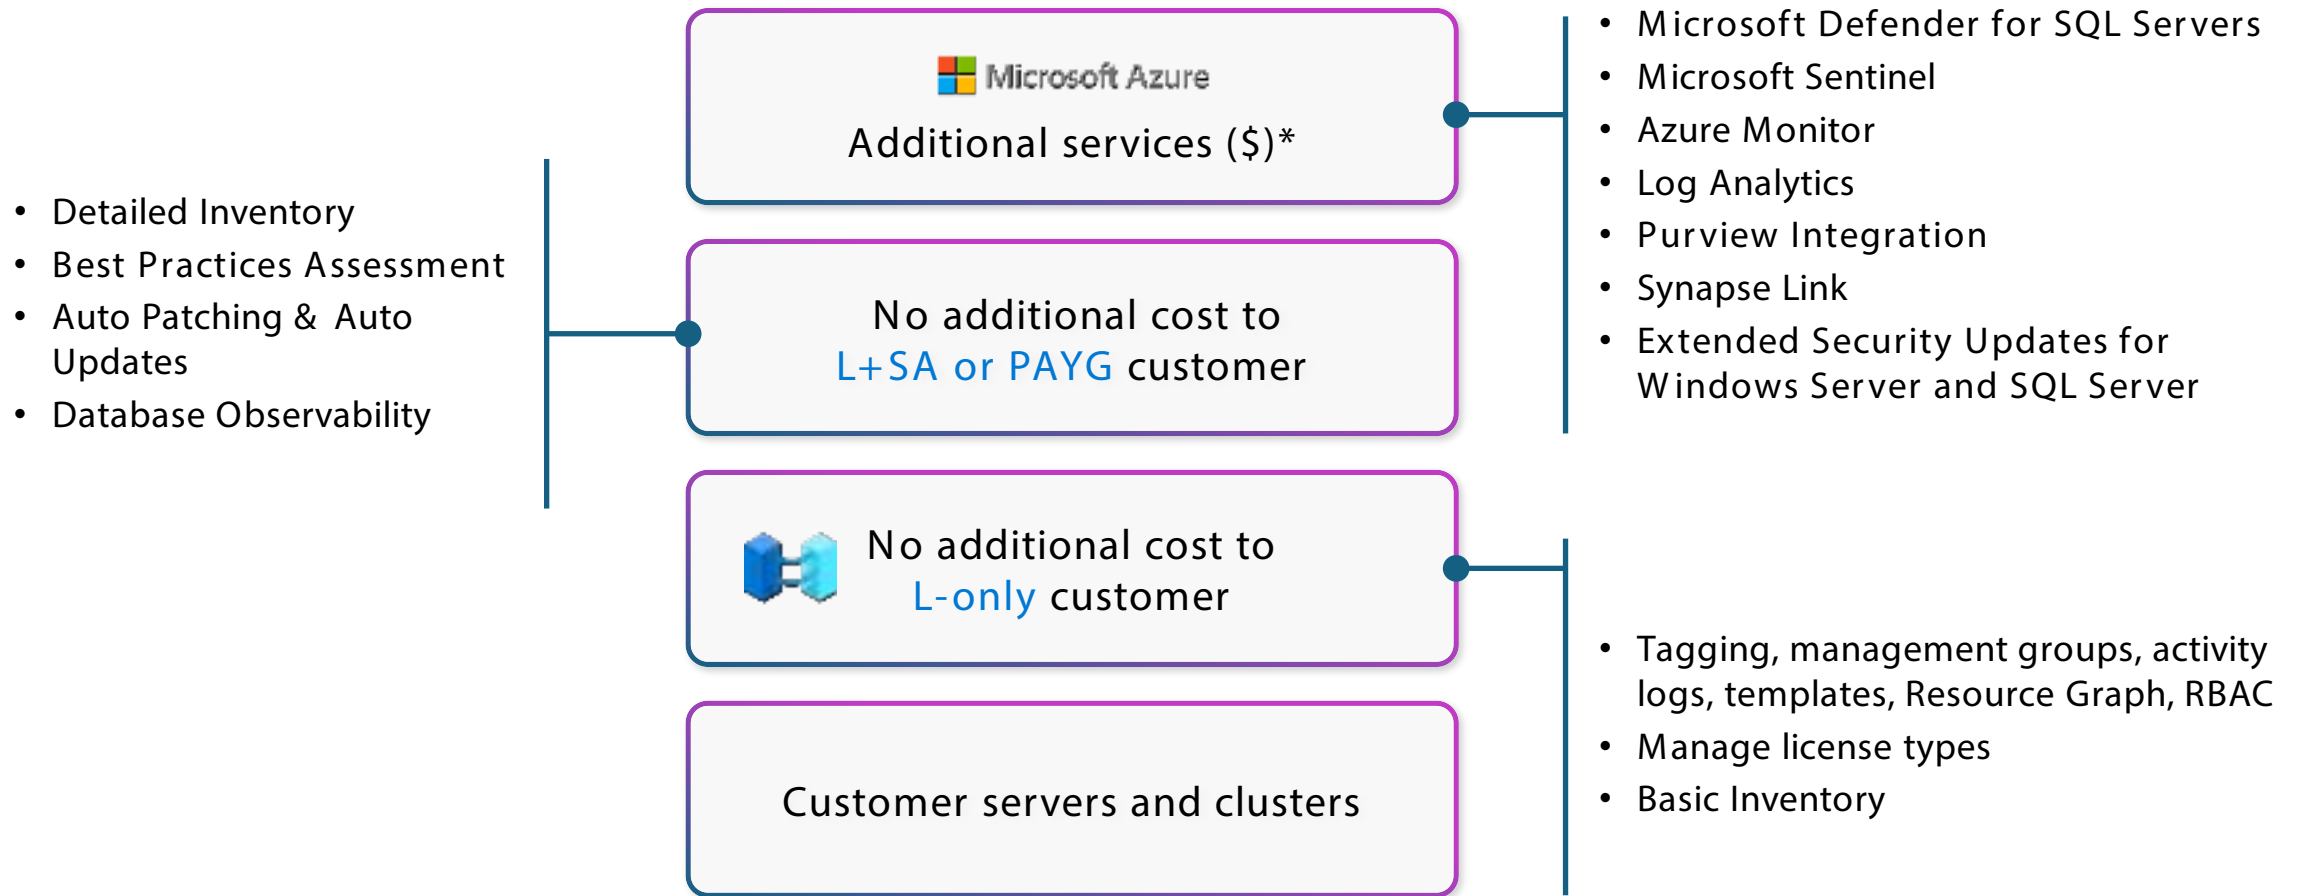 Microsoft Azure
Additional services ($)*
• Microsoft Defender for SQL Servers
• Microsoft Sentinel
• Azure Monitor
• Log Analytics
• Purview Integration
• Synapse Link
• Extended Security Updates for
Windows Server and SQL Server
• Detailed Inventory
• Best Practices Assessment
• Auto Patching & Auto
Updates
• Database Observability
No additional cost to
L+SA or PAYG customer
No additional cost to
L-only customer
• Tagging, management groups, activity
logs, templates, Resource Graph, RBAC
• Manage license types
• Basic Inventory
Customer servers and clusters